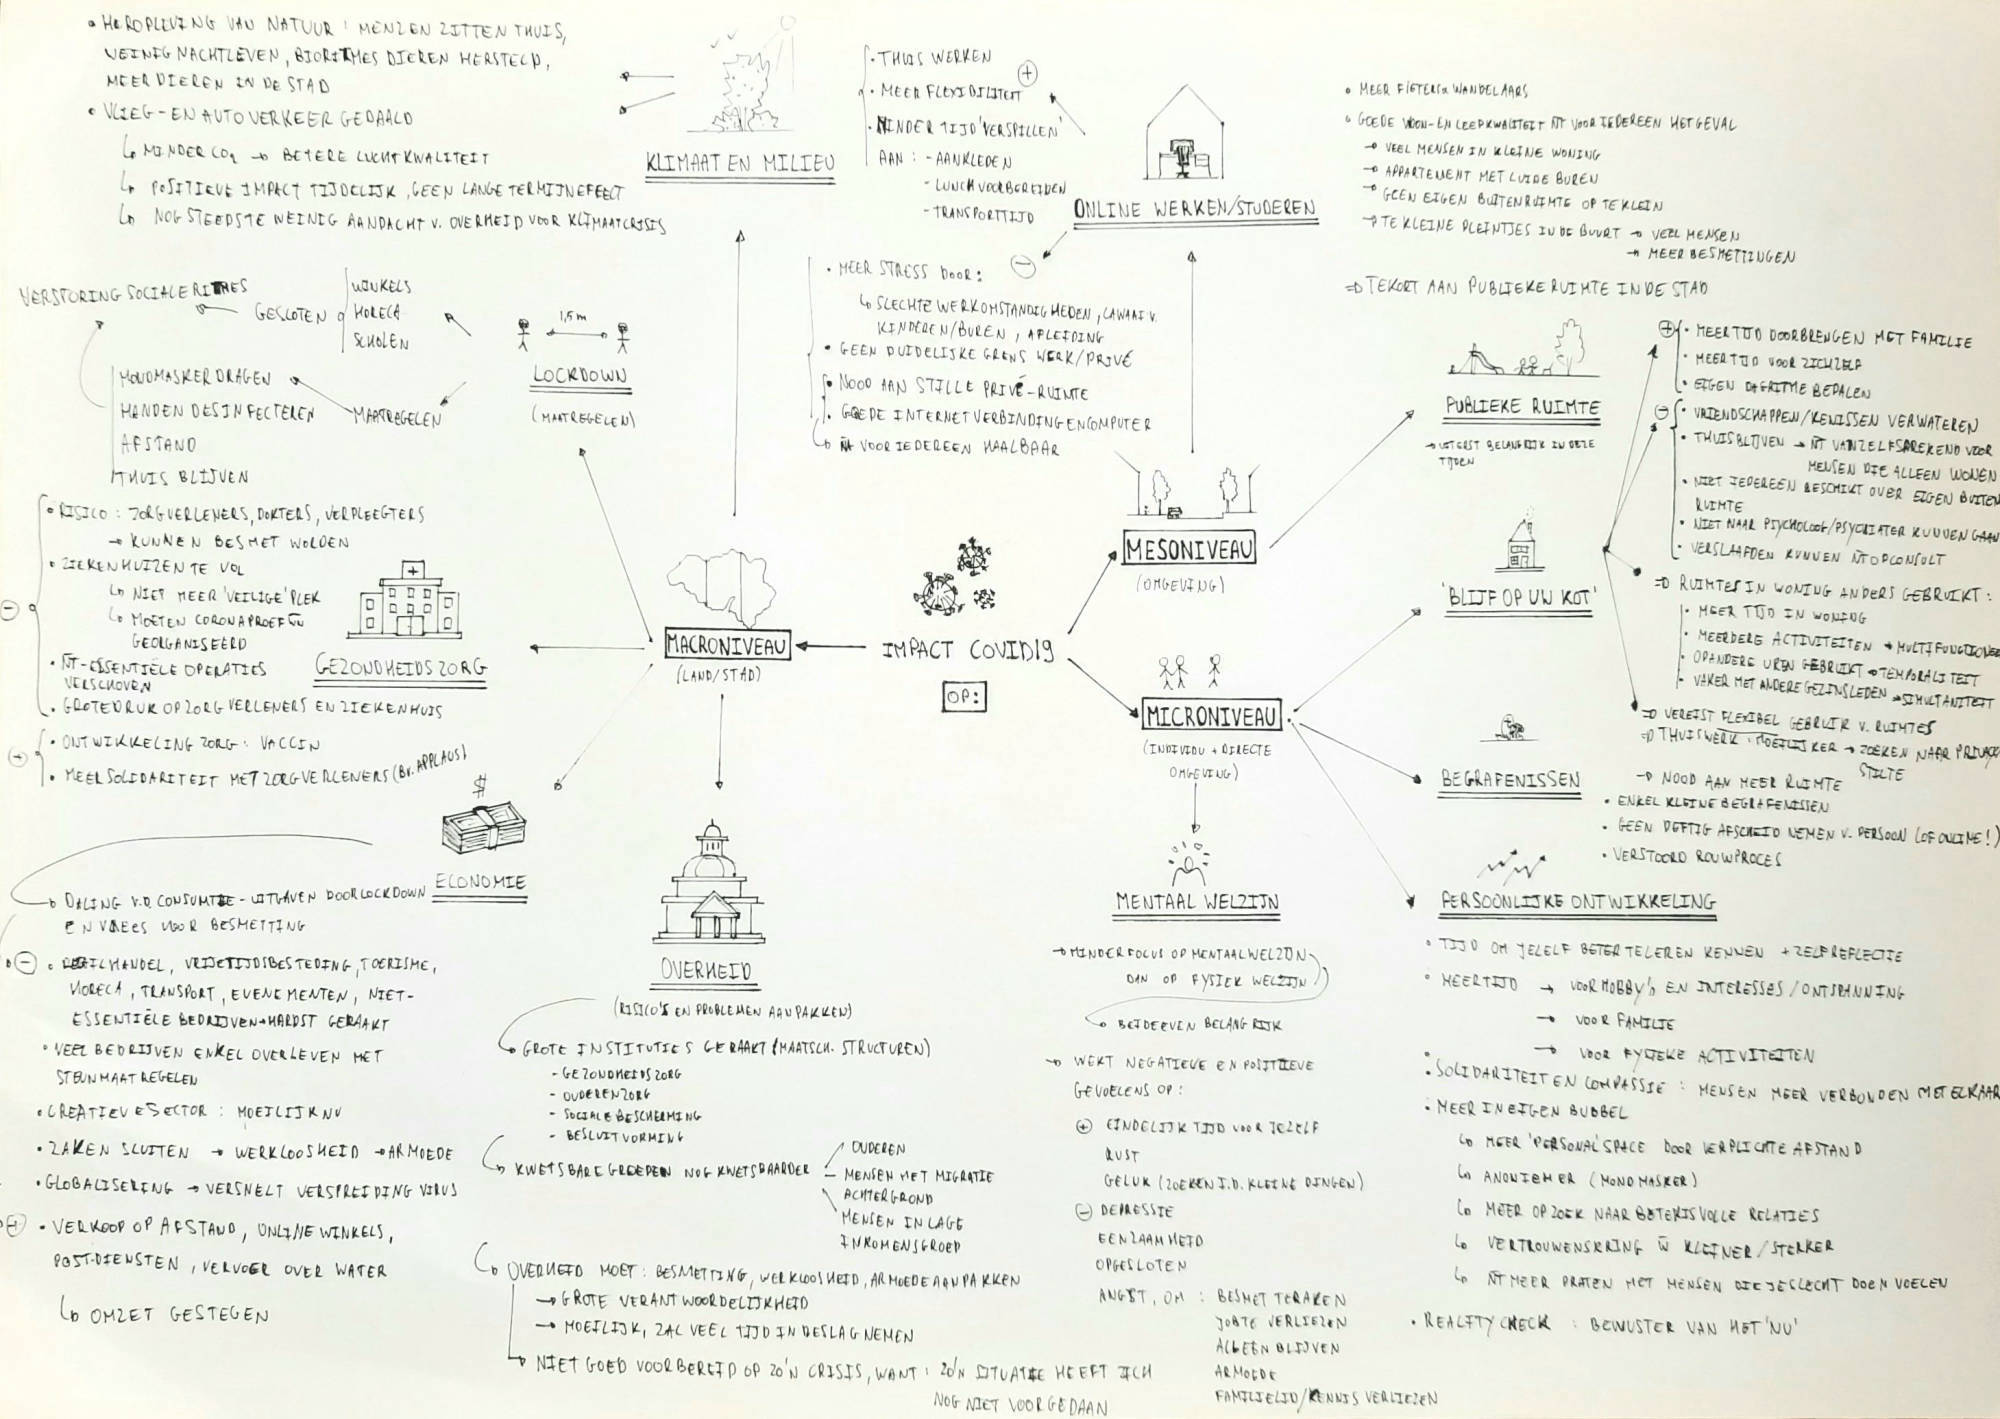 • HEROPLEVING VAN NATUUR : MENZEN ZITTEN THUIS,
WEINIG NACHTLEVEN, BIORITMES DIEREN HERSTELD,
MEER DIEREN IN DE STAD
• VLIEG- EN AUTOVERKEER GEDAALD
↳ MINDER CO₂ → BETERE LUCHTKWALITEIT
↳ POSITIEVE IMPACT TIJDELIJK, GEEN LANGE TERMIJNEFFECT
↳ NOG STEEDS TE WEINIG AANDACHT V. OVERHEID VOOR KLIMAATCRISIS
KLIMAAT EN MILIEU
• THUIS WERKEN
+
• MEER FLEXIBILITEIT
• MINDER TIJD 'VERSPILLEN'
AAN : - AANKLEDEN
- LUNCH VOORBEREIDEN
- TRANSPORTTIJD
ONLINE WERKEN/STUDEREN
-
• MEER STRESS DOOR :
↳ SLECHTE WERKOMSTANDIGHEDEN, LAWAAI V.
KINDEREN/BUREN, AFLEIDING
• GEEN DUIDELIJKE GRENS WERK/PRIVÉ
• NOOD AAN STILLE PRIVÉ-RUIMTE
• GOEDE INTERNETVERBINDING EN COMPUTER
↳ ÑT VOOR IEDEREEN HAALBAAR
• MEER FIETERS & WANDELAARS
• GOEDE WOON- EN LEEFKWALITEIT ÑT VOOR IEDEREEN HET GEVAL
→ VEEL MENSEN IN KLEINE WONING
→ APPARTEMENT MET LUIDE BUREN
→ GEEN EIGEN BUITENRUIMTE OF TE KLEIN
→ TE KLEINE PLEINTJES IN DE BUURT → VEEL MENSEN
→ MEER BESMETTINGEN
⇒ TEKORT AAN PUBLIEKE RUIMTE IN DE STAD
PUBLIEKE RUIMTE
→ UITERST BELANGRIJK IN DEZE
TIJDEN
VERSTORING SOCIALE RITMES
GESLOTEN
WINKELS
HORECA
SCHOLEN
1,5 m
LOCKDOWN
(MAATREGELEN)
MAATREGELEN
MONDMASKER DRAGEN
HANDEN DESINFECTEREN
AFSTAND
THUIS BLIJVEN
-
• RISICO : ZORGVERLENERS, DOKTERS, VERPLEEGTERS
→ KUNNEN BESMET WORDEN
• ZIEKENHUIZEN TE VOL
↳ NIET MEER 'VEILIGE' PLEK
↳ MOETEN CORONAPROEF
GEORGANISEERD
• ÑT-ESSENTIËLE OPERATIES
VERSCHOVEN
• GROTE DRUK OP ZORGVERLENERS EN ZIEKENHUIS
+
• ONTWIKKELING ZORG : VACCIN
• MEER SOLIDARITEIT MET ZORGVERLENERS (BV. APPLAUS)
GEZONDHEIDSZORG
MACRONIVEAU
(LAND/STAD)
IMPACT COVID19
OP:
MESONIVEAU
(OMGEVING)
MICRONIVEAU
(INDIVIDU + DIRECTE
OMGEVING)
'BLIJF OP UW KOT'
+
• MEER TIJD DOORBRENGEN MET FAMILIE
• MEER TIJD VOOR ZICHZELF
• EIGEN DAGRITME BEPALEN
-
• VRIENDSCHAPPEN/KENISSEN VERWATEREN
• THUISBLIJVEN → ÑT VANZELFSPREKEND VOOR
MENSEN DIE ALLEEN WONEN
• NIET IEDEREEN BESCHIKT OVER EIGEN BUITEN
RUIMTE
• NIET NAAR PSYCHOLOOG/PSYCHIATER KUNNEN GAAN
• VERSLAAFDEN KUNNEN ÑT OP CONSULT
⇒ RUIMTES IN WONING ANDERS GEBRUIKT :
• MEER TIJD IN WONING
• MEERDERE ACTIVITEITEN → MULTIFUNCTIONEEL
• OP ANDERE UREN GEBRUIKT → TEMPORALITEIT
• VAKER MET ANDERE GEZINSLEDEN → SIMULTANITEIT
⇒ VEREIST FLEXIBEL GEBRUIK V. RUIMTES
⇒ THUISWERK : MOEILIJKER → ZOEKEN NAAR PRIVACY
STILTE
→ NOOD AAN MEER RUIMTE
BEGRAFENISSEN
• ENKEL KLEINE BEGRAFENISSEN
• GEEN DEFTIG AFSCHEID NEMEN V. PERSOON (OF ONLINE!)
• VERSTOORD ROUWPROCES
$
ECONOMIE
↳ DALING V.D. CONSUMTIE-UITGAVEN DOOR LOCKDOWN
EN VREES VOOR BESMETTING
-
• DETAILHANDEL, VRIJETIJDSBESTEDING, TOERISME,
HORECA, TRANSPORT, EVENEMENTEN, NIET-
ESSENTIËLE BEDRIJVEN → HARDST GERAAKT
• VEEL BEDRIJVEN ENKEL OVERLEVEN MET
STEUNMAATREGELEN
• CREATIEVE SECTOR : MOEILIJK NU
• ZAKEN SLUITEN → WERKLOOSHEID → ARMOEDE
• GLOBALISERING → VERSNELT VERSPREIDING VIRUS
+
• VERKOOP OP AFSTAND, ONLINE WINKELS,
POST-DIENSTEN, VERVOER OVER WATER
↳ OMZET GESTEGEN
OVERHEID
(RISICO'S EN PROBLEMEN AANPAKKEN)
↳ GROTE INSTITUTIES GERAAKT (MAATSCH. STRUCTUREN)
- GEZONDHEIDSZORG
- OUDERENZORG
- SOCIALE BESCHERMING
- BESLUITVORMING
↳ KWETSBARE GROEPEN NOG KWETSBAARDER
OUDEREN
MENSEN MET MIGRATIE
ACHTERGROND
MENSEN IN LAGE
INKOMENSGROEP
↳ OVERHEID MOET : BESMETTING, WERKLOOSHEID, ARMOEDE AANPAKKEN
→ GROTE VERANTWOORDELIJKHEID
→ MOEILIJK, ZAL VEEL TIJD IN BESLAG NEMEN
↳ NIET GOED VOORBEREID OP ZO'N CRISIS, WANT : ZO'N SITUATIE HEEFT ZICH
NOG NIET VOORGEDAAN
MENTAAL WELZIJN
→ MINDER FOCUS OP MENTAAL WELZIJN
DAN OP FYSIEK WELZIJN
↳ BEIDE EVEN BELANGRIJK
→ WEKT NEGATIEVE EN POSITIEVE
GEVOELENS OP :
+ EINDELIJK TIJD VOOR JEZELF
RUST
GELUK (ZOEKEN I.D. KLEINE DINGEN)
- DEPRESSIE
EENZAAMHEID
OPGESLOTEN
ANGST, OM : BESMET TE RAKEN
JOB TE VERLIEZEN
ALLEEN BLIJVEN
ARMOEDE
FAMILIELID/KENNIS VERLIEZEN
PERSOONLIJKE ONTWIKKELING
• TIJD OM JEZELF BETER TE LEREN KENNEN + ZELFREFLECTIE
• MEER TIJD → VOOR HOBBY'S EN INTERESSES/ONTSPANNING
→ VOOR FAMILIE
→ VOOR FYSIEKE ACTIVITEITEN
• SOLIDARITEIT EN COMPASSIE : MENSEN MEER VERBONDEN MET ELKAAR
• MEER IN EIGEN BUBBEL
↳ MEER 'PERSONAL' SPACE DOOR VERPLICHTE AFSTAND
↳ ANONIEMER (MONDMASKER)
↳ MEER OP ZOEK NAAR BETEKISVOLLE RELATIES
↳ VERTROUWENSKRING KLEINER/STERKER
↳ ÑT MEER PRATEN MET MENSEN DIE JE SLECHT DOEN VOELEN
• REALITY CHECK : BEWUSTER VAN HET 'NU'